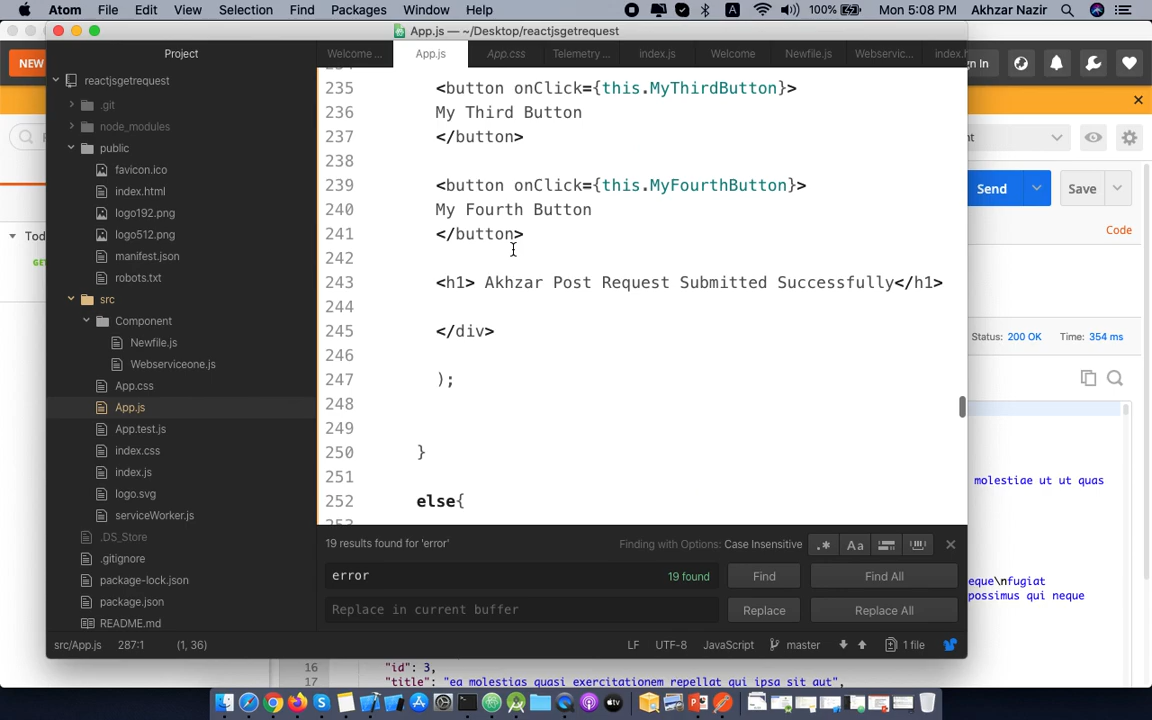 Atom File Edit View Selection Find Packages Window Help 100% Mon 5:08 PM Akhzar Nazir
App.js — ~/Desktop/reactjsgetrequest
NEW
Project
Welcome... App.js App.css Telemetry ... index.js Welcome Newfile.js Webservic... index.h
n In
reactjsgetrequest
.git
node_modules
public
favicon.ico
index.html
logo192.png
logo512.png
manifest.json
robots.txt
src
Component
Newfile.js
Webserviceone.js
App.css
App.js
App.test.js
index.css
index.js
logo.svg
serviceWorker.js
.DS_Store
.gitignore
package-lock.json
package.json
README.md
Tod
GE
235 <button onClick={this.MyThirdButton}>
236 My Third Button
237 </button>
238
239 <button onClick={this.MyFourthButton}>
240 My Fourth Button
241 </button>
242
243 <h1> Akhzar Post Request Submitted Successfully</h1>
244
245 </div>
246
247 );
248
249
250 }
251
252 else{
253
nt
Send Save
Code
Status: 200 OK Time: 354 ms
molestiae ut ut quas
eque\nfugiat
possimus qui neque
19 results found for 'error' Finding with Options: Case Insensitive .* Aa
error 19 found Find Find All
Replace in current buffer Replace Replace All
src/App.js 287:1 (1, 36) LF UTF-8 JavaScript master 1 file
16 "id": 3,
17 "title": "ea molestias quasi exercitationem repellat qui ipsa sit aut",